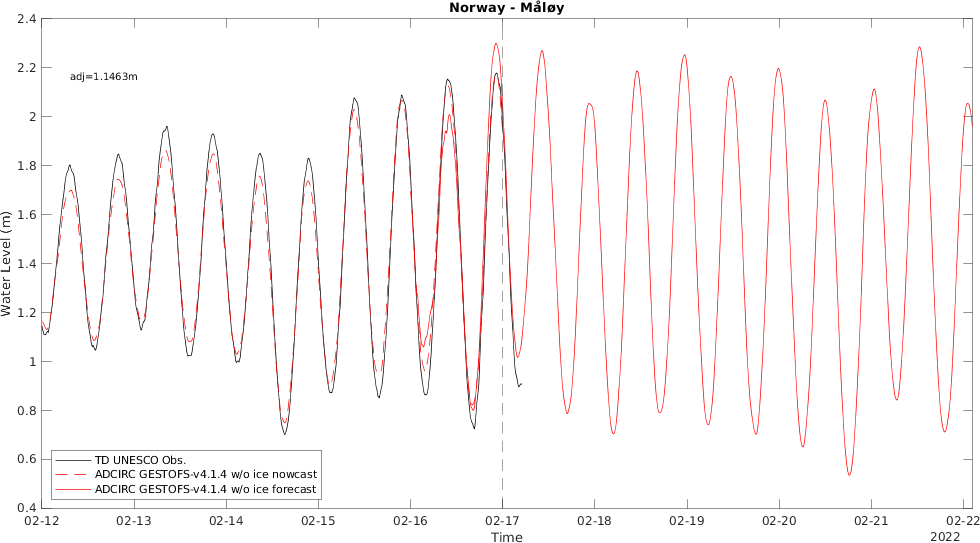 Norway - Måløy
2.4
2.2
2
1.8
1.6
1.4
1.2
1
0.8
0.6
0.4
Water Level (m)
adj=1.1463m
TD UNESCO Obs.
ADCIRC GESTOFS-v4.1.4 w/o ice nowcast
ADCIRC GESTOFS-v4.1.4 w/o ice forecast
02-12 02-13 02-14 02-15 02-16 02-17 02-18 02-19 02-20 02-21 02-22
Time
2022